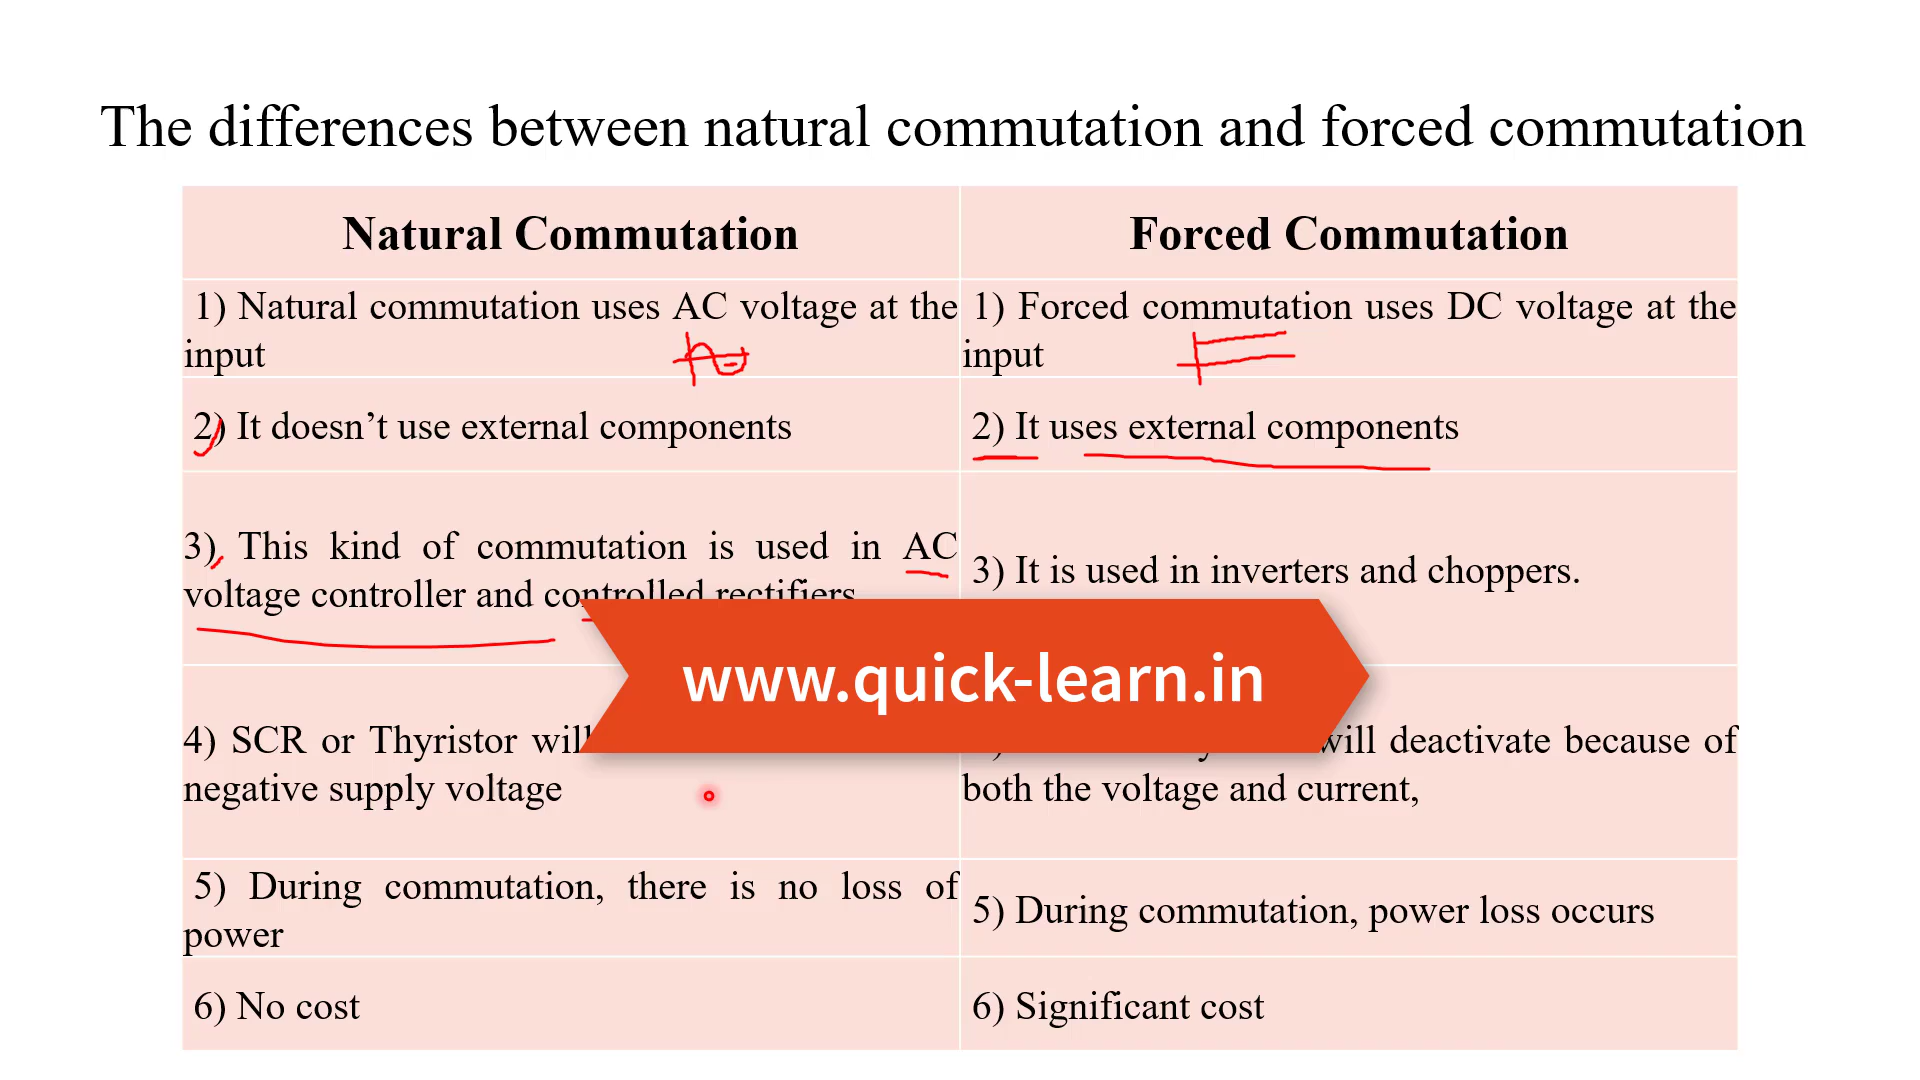 The differences between natural commutation and forced commutation
Natural Commutation
Forced Commutation
1) Natural commutation uses AC voltage at the
input
1) Forced commutation uses DC voltage at the
input
2) It doesn’t use external components
2) It uses external components
3) This kind of commutation is used in AC
voltage controller and controlled rectifiers
3) It is used in inverters and choppers.
www.quick-learn.in
4) SCR or Thyristor will
negative supply voltage
will deactivate because of
both the voltage and current,
5) During commutation, there is no loss of
power
5) During commutation, power loss occurs
6) No cost
6) Significant cost